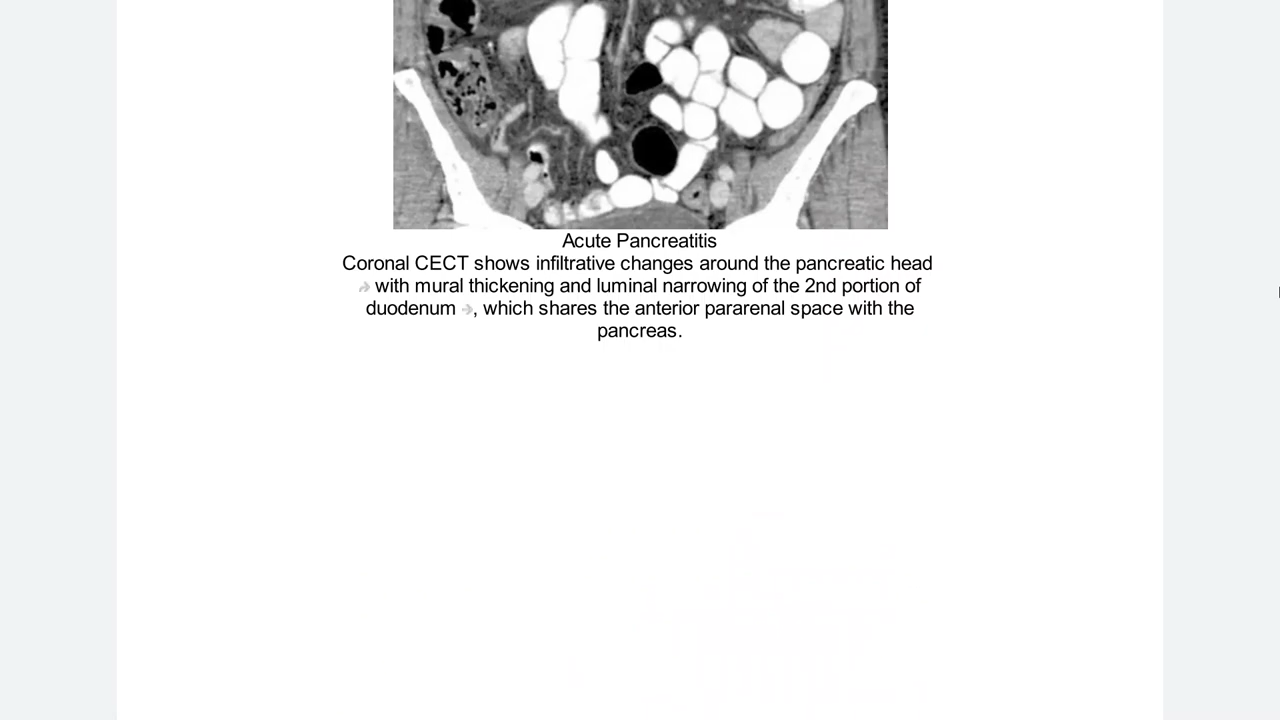 Acute Pancreatitis
Coronal CECT shows infiltrative changes around the pancreatic head
with mural thickening and luminal narrowing of the 2nd portion of
duodenum , which shares the anterior pararenal space with the
pancreas.